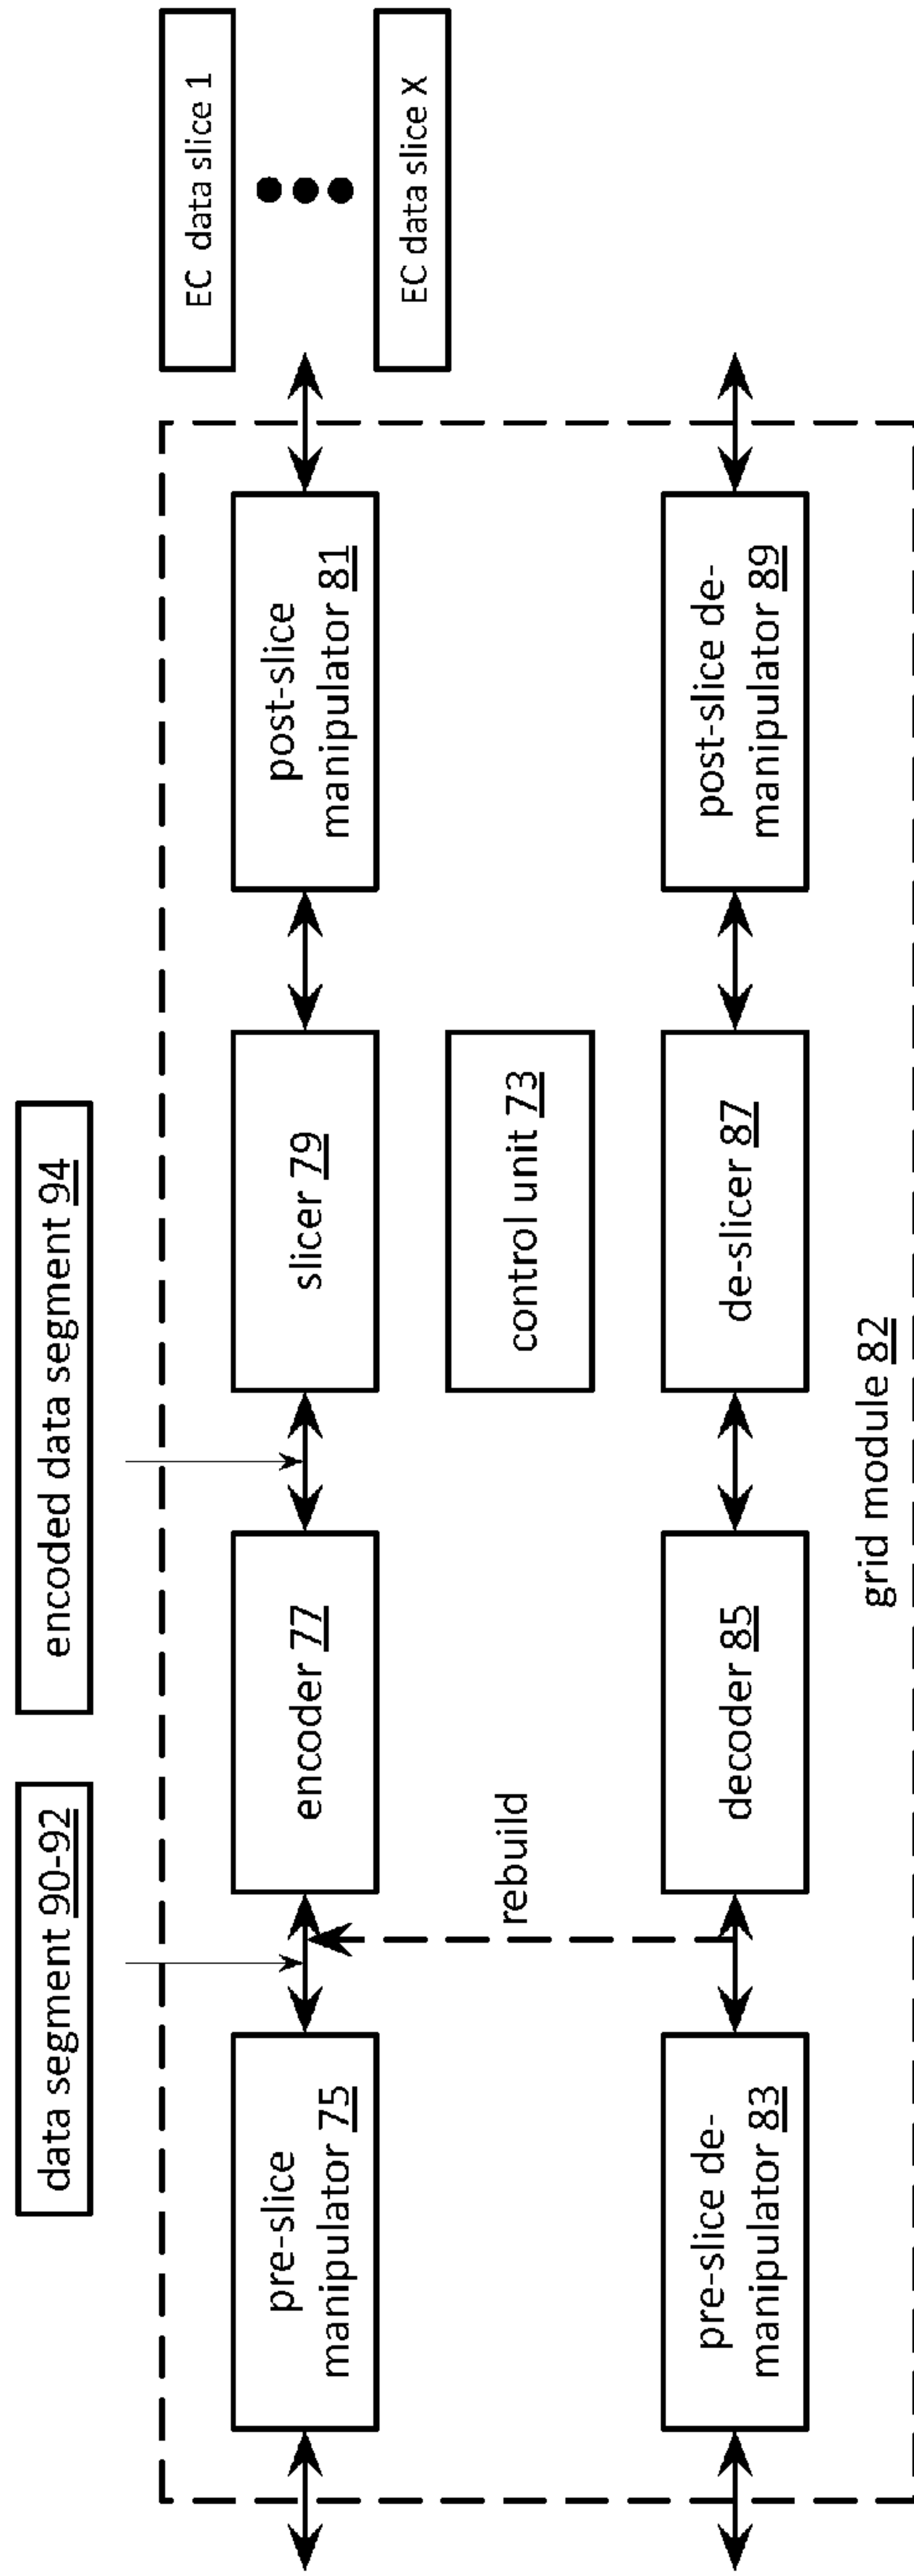 data segment 90-92
encoded data segment 94
EC data slice 1
EC data slice X
pre-slice
manipulator 75
encoder 77
slicer 79
post-slice
manipulator 81
rebuild
control unit 73
pre-slice de-
manipulator 83
decoder 85
de-slicer 87
post-slice de-
manipulator 89
grid module 82